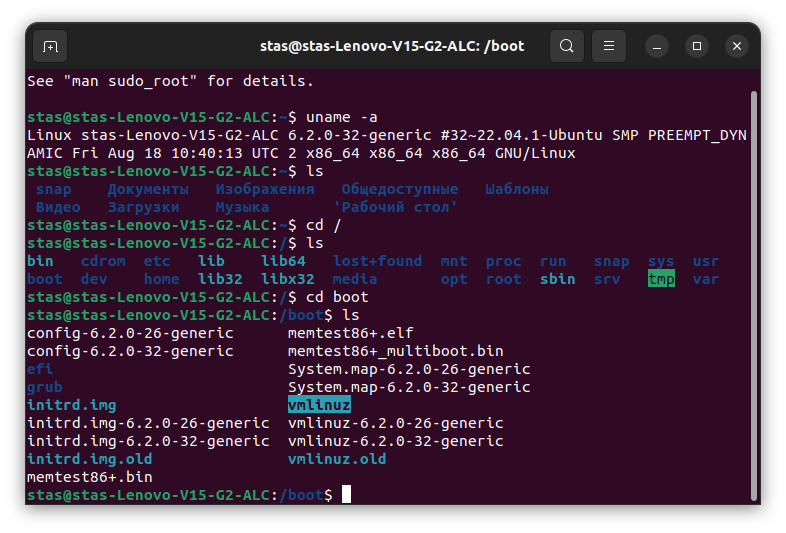 stas@stas-Lenovo-V15-G2-ALC: /boot
See "man sudo_root" for details.
stas@stas-Lenovo-V15-G2-ALC:~$ uname -a
Linux stas-Lenovo-V15-G2-ALC 6.2.0-32-generic #32~22.04.1-Ubuntu SMP PREEMPT_DYN
AMIC Fri Aug 18 10:40:13 UTC 2 x86_64 x86_64 x86_64 GNU/Linux
stas@stas-Lenovo-V15-G2-ALC:~$ ls
snap    Документы   Изображения   Общедоступные   Шаблоны
Видео   Загрузки    Музыка       'Рабочий стол'
stas@stas-Lenovo-V15-G2-ALC:~$ cd /
stas@stas-Lenovo-V15-G2-ALC:/$ ls
bin   cdrom  etc   lib    lib64   lost+found  mnt  proc  run   snap  sys  usr
boot  dev    home  lib32  libx32  media       opt  root  sbin  srv   tmp  var
stas@stas-Lenovo-V15-G2-ALC:/$ cd boot
stas@stas-Lenovo-V15-G2-ALC:/boot$ ls
config-6.2.0-26-generic      memtest86+.elf
config-6.2.0-32-generic      memtest86+_multiboot.bin
efi                          System.map-6.2.0-26-generic
grub                         System.map-6.2.0-32-generic
initrd.img                   vmlinuz
initrd.img-6.2.0-26-generic  vmlinuz-6.2.0-26-generic
initrd.img-6.2.0-32-generic  vmlinuz-6.2.0-32-generic
initrd.img.old               vmlinuz.old
memtest86+.bin
stas@stas-Lenovo-V15-G2-ALC:/boot$